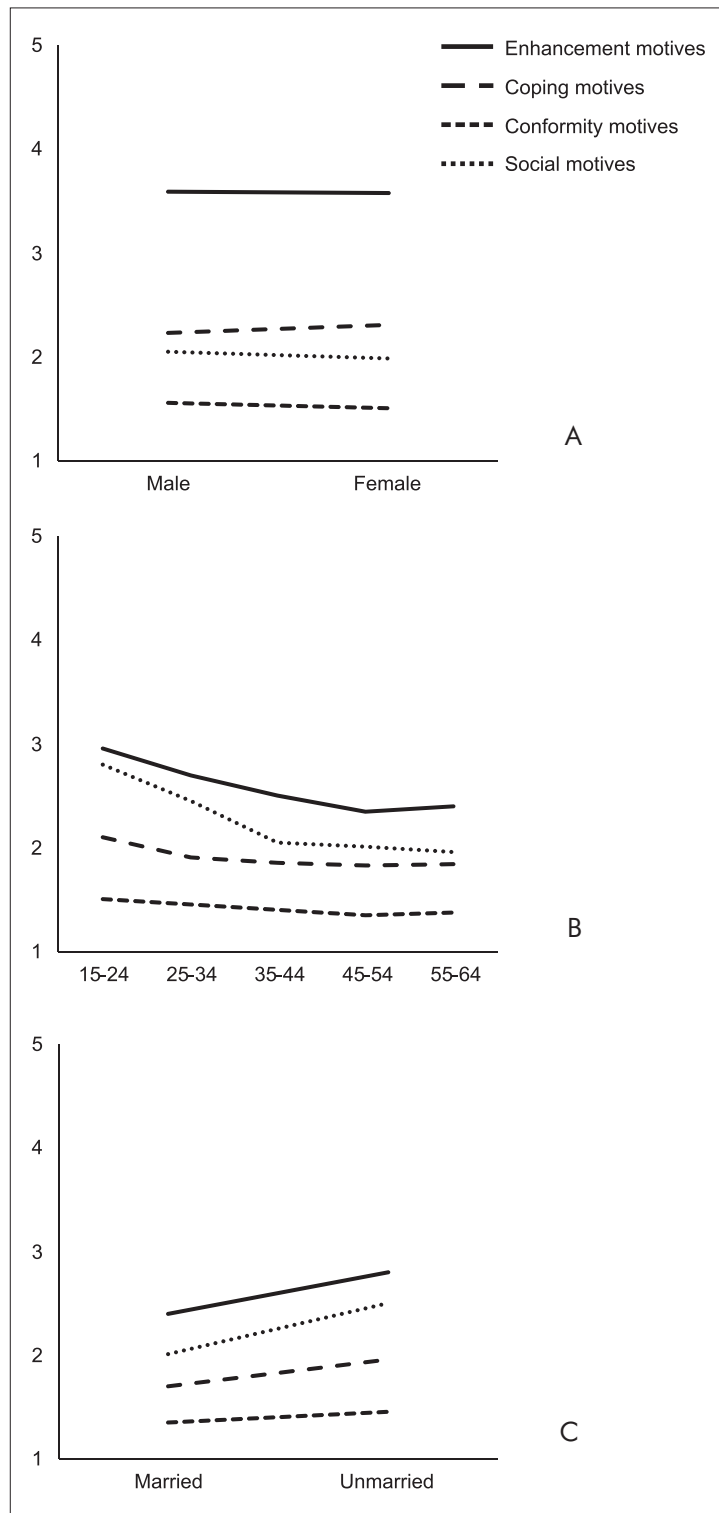 5
Enhancement motives
Coping motives
4
Conformity motives
Social motives
3
2
A
1
Male Female
5
4
3
2
B
1
15-24 25-34 35-44 45-54 55-64
5
4
3
2
C
1
Married Unmarried